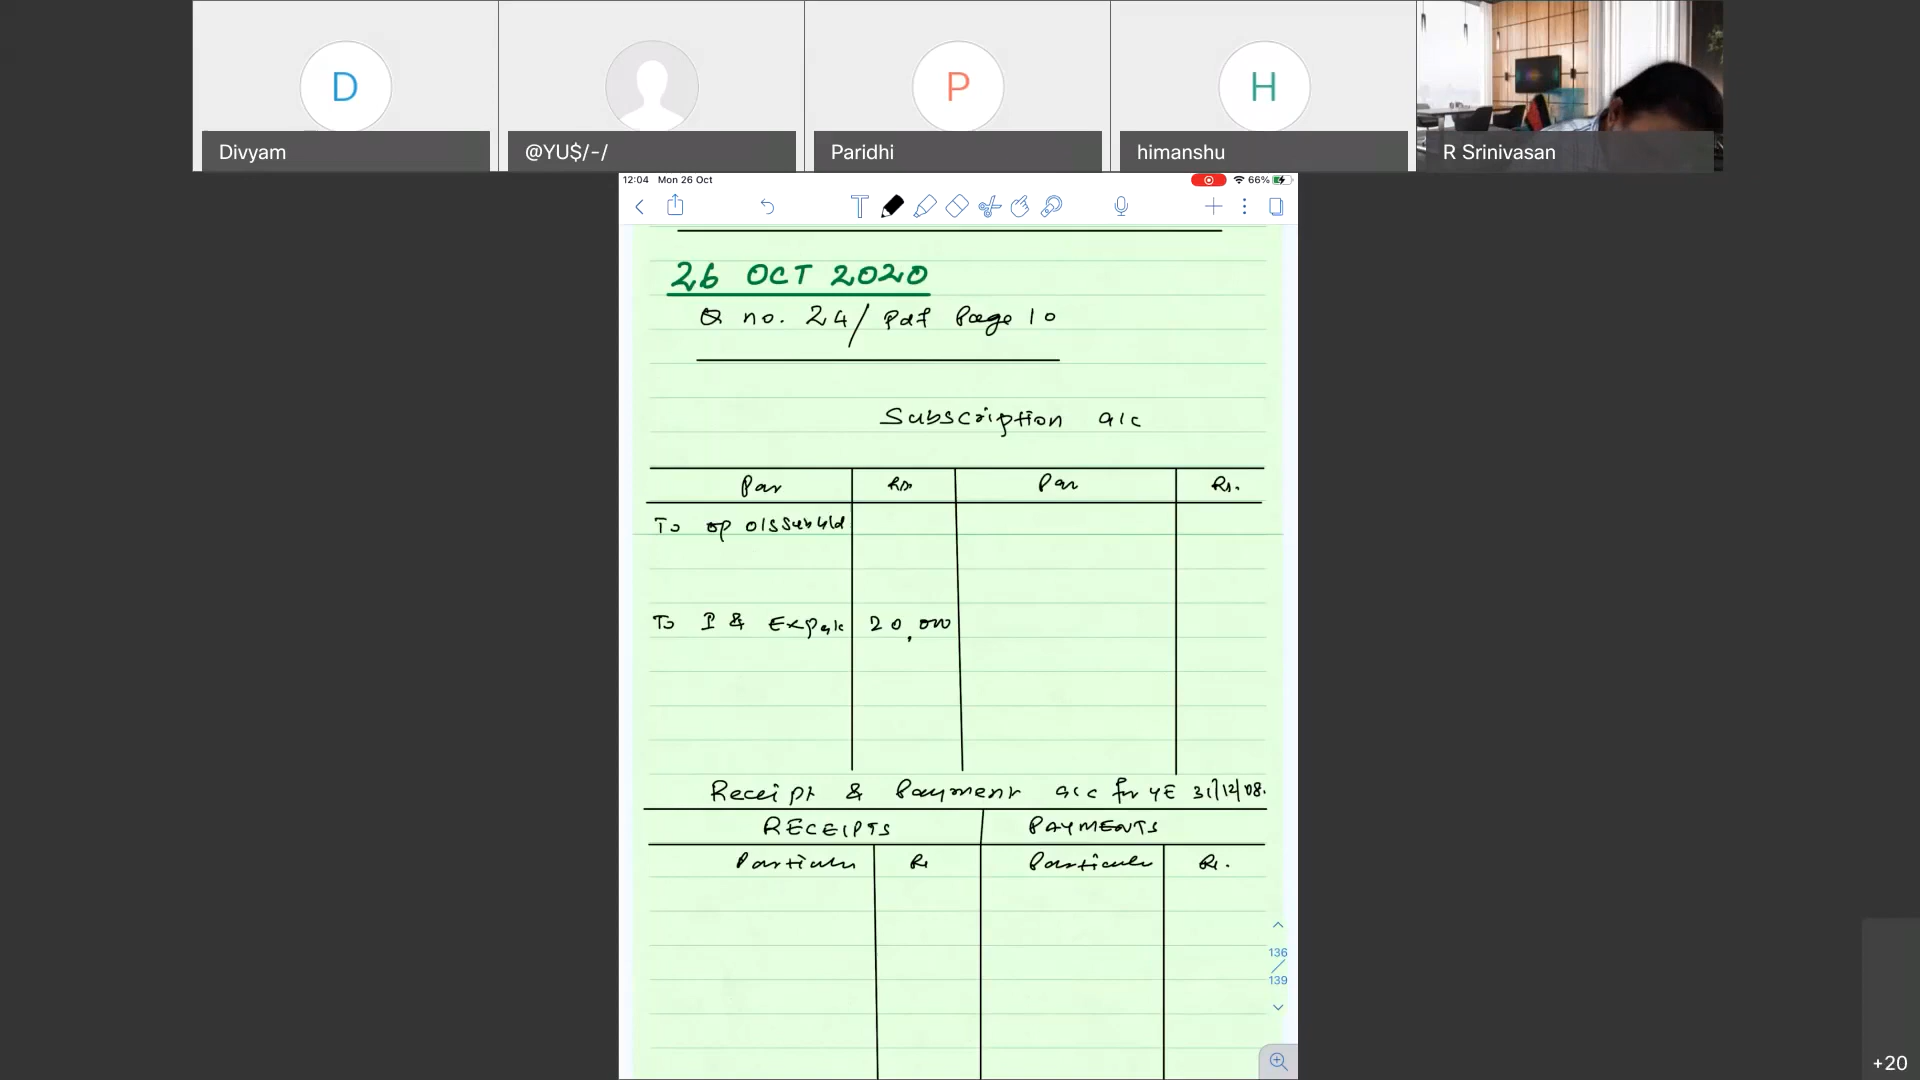 D
P
H
Divyam
@YU$/-/
Paridhi
himanshu
R Srinivasan
12:04 Mon 26 Oct
66%
T
26 OCT 2020
Q no. 24/ Pdf Page 10
Subscription a/c
Par Rs. Par Rs.
To op o/s Sub
To I & Exp a/c 20,000
Receipt & Payment a/c for YE 31/12/08.
RECEIPTS PAYMENTS
Particulr Rs Particulr Rs.
136
/
139
+20